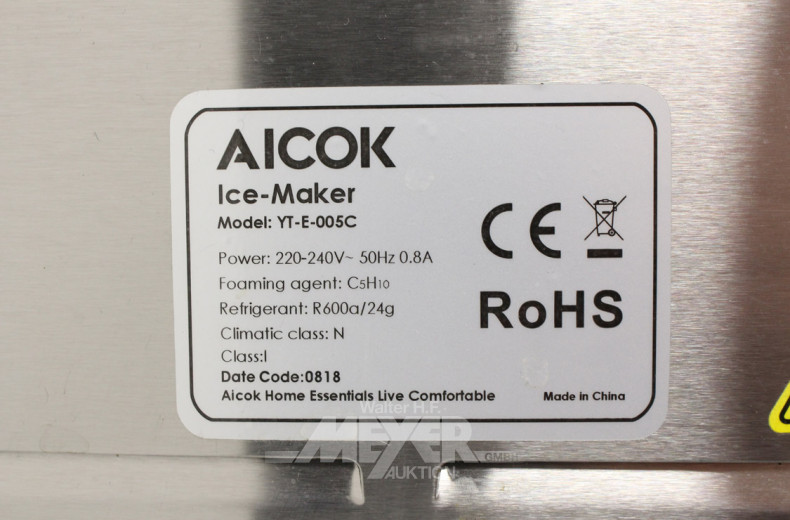 AICOK
Ice-Maker
Model: YT-E-005C
Power: 220-240V~ 50Hz 0.8A
Foaming agent: C5H10
Refrigerant: R600a/24g
Climatic class: N
Class:I
Date Code:0818
Aicok Home Essentials Live Comfortable
CE
RoHS
Made in China
Walter H.F.
MEYER
GMBH
AUKTION